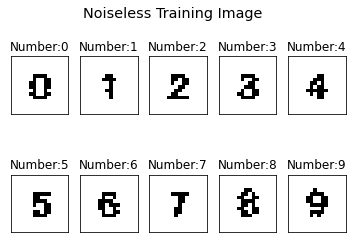 Noiseless Training Image
Number:0 Number:1 Number:2 Number:3 Number:4
0 1 2 3 4
Number:5 Number:6 Number:7 Number:8 Number:9
5 6 7 8 9